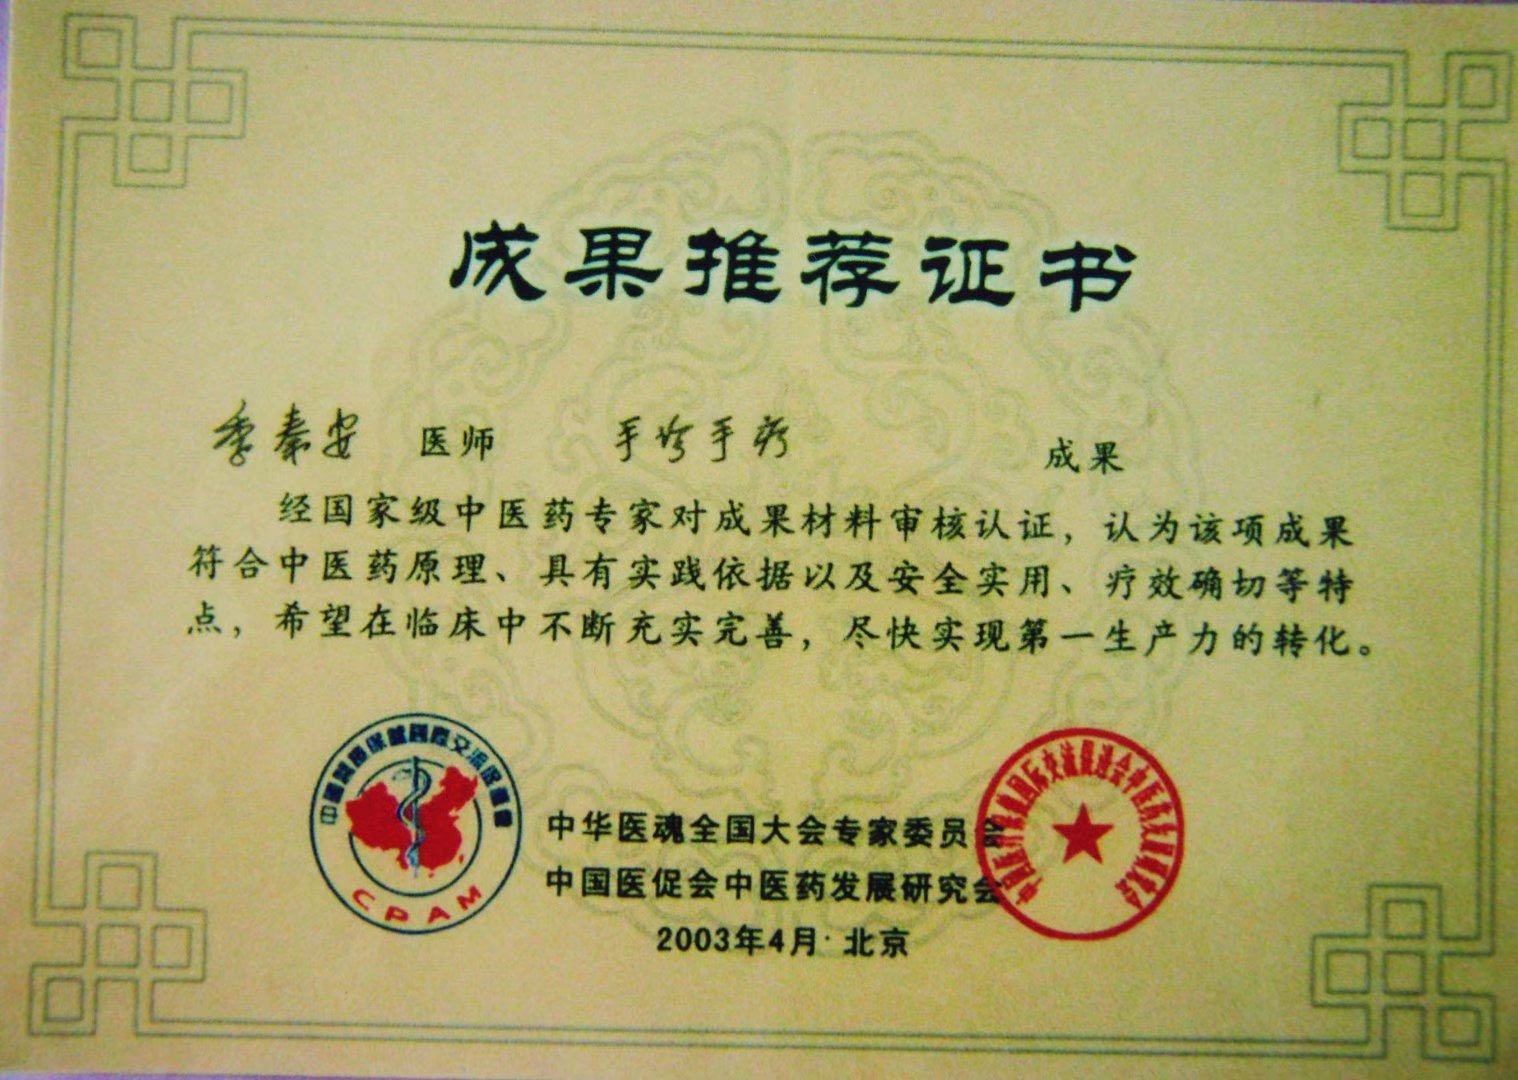 成果推荐证书
季秦安 医师 手诊手疗 成果
经国家级中医药专家对成果材料审核认证，认为该项成果
符合中医药原理、具有实践依据以及安全实用、疗效确切等特
点，希望在临床中不断充实完善，尽快实现第一生产力的转化。
CPAM
中华医魂全国大会专家委员
中国医促会中医药发展研究会
2003年4月·北京